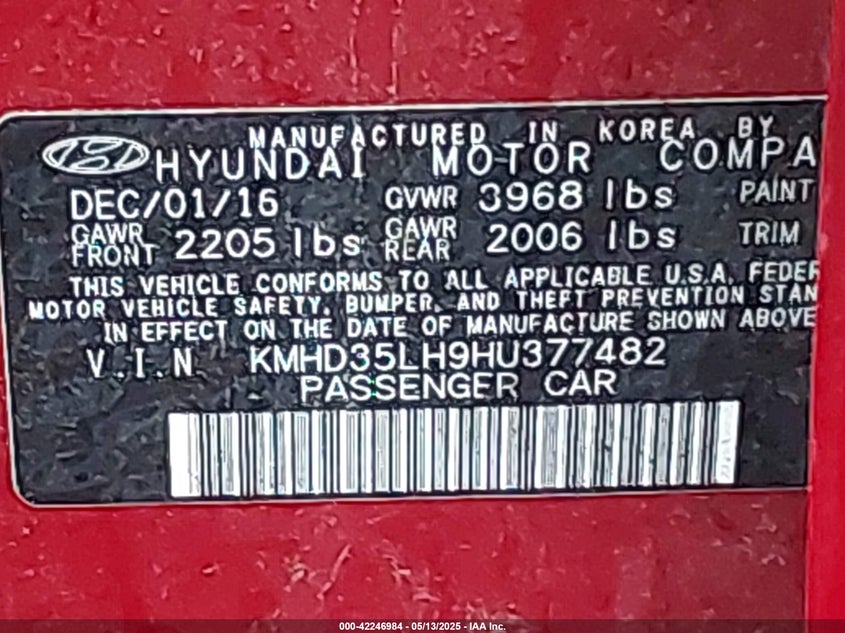 MANUFACTURED IN KOREA BY
HYUNDAI MOTOR COMPA
DEC/01/16 GVWR 3968 lbs PAINT
GAWR FRONT 2205 lbs GAWR REAR 2006 lbs TRIM
THIS VEHICLE CONFORMS TO ALL APPLICABLE U.S.A. FEDER
MOTOR VEHICLE SAFETY, BUMPER, AND THEFT PREVENTION STAN
IN EFFECT ON THE DATE OF MANUFACTURE SHOWN ABOVE
V.I.N KMHD35LH9HU377482
PASSENGER CAR
000-42246984 - 05/13/2025 - IAA Inc.